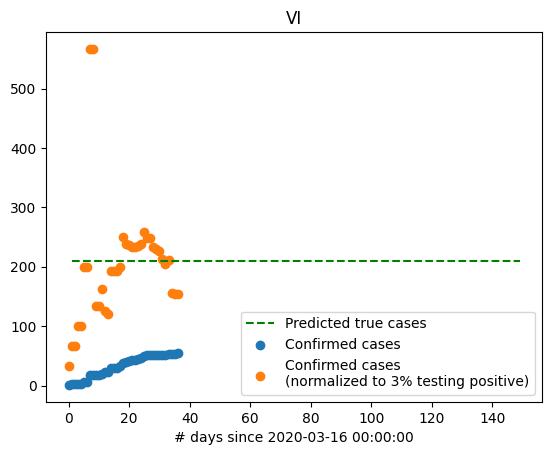 VI
500
400
300
200
100
0
0 20 40 60 80 100 120 140
# days since 2020-03-16 00:00:00
Predicted true cases
Confirmed cases
Confirmed cases
(normalized to 3% testing positive)